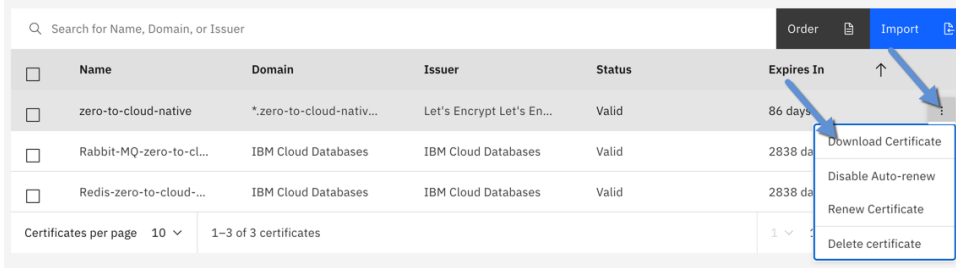 Search for Name, Domain, or Issuer
Order
Import
Name Domain Issuer Status Expires In
zero-to-cloud-native *.zero-to-cloud-nativ... Let's Encrypt Let's En... Valid 86 days
Rabbit-MQ-zero-to-cl... IBM Cloud Databases IBM Cloud Databases Valid 2838 da
Redis-zero-to-cloud-... IBM Cloud Databases IBM Cloud Databases Valid 2838 da
Download Certificate
Disable Auto-renew
Renew Certificate
Delete certificate
Certificates per page 10 1–3 of 3 certificates 1